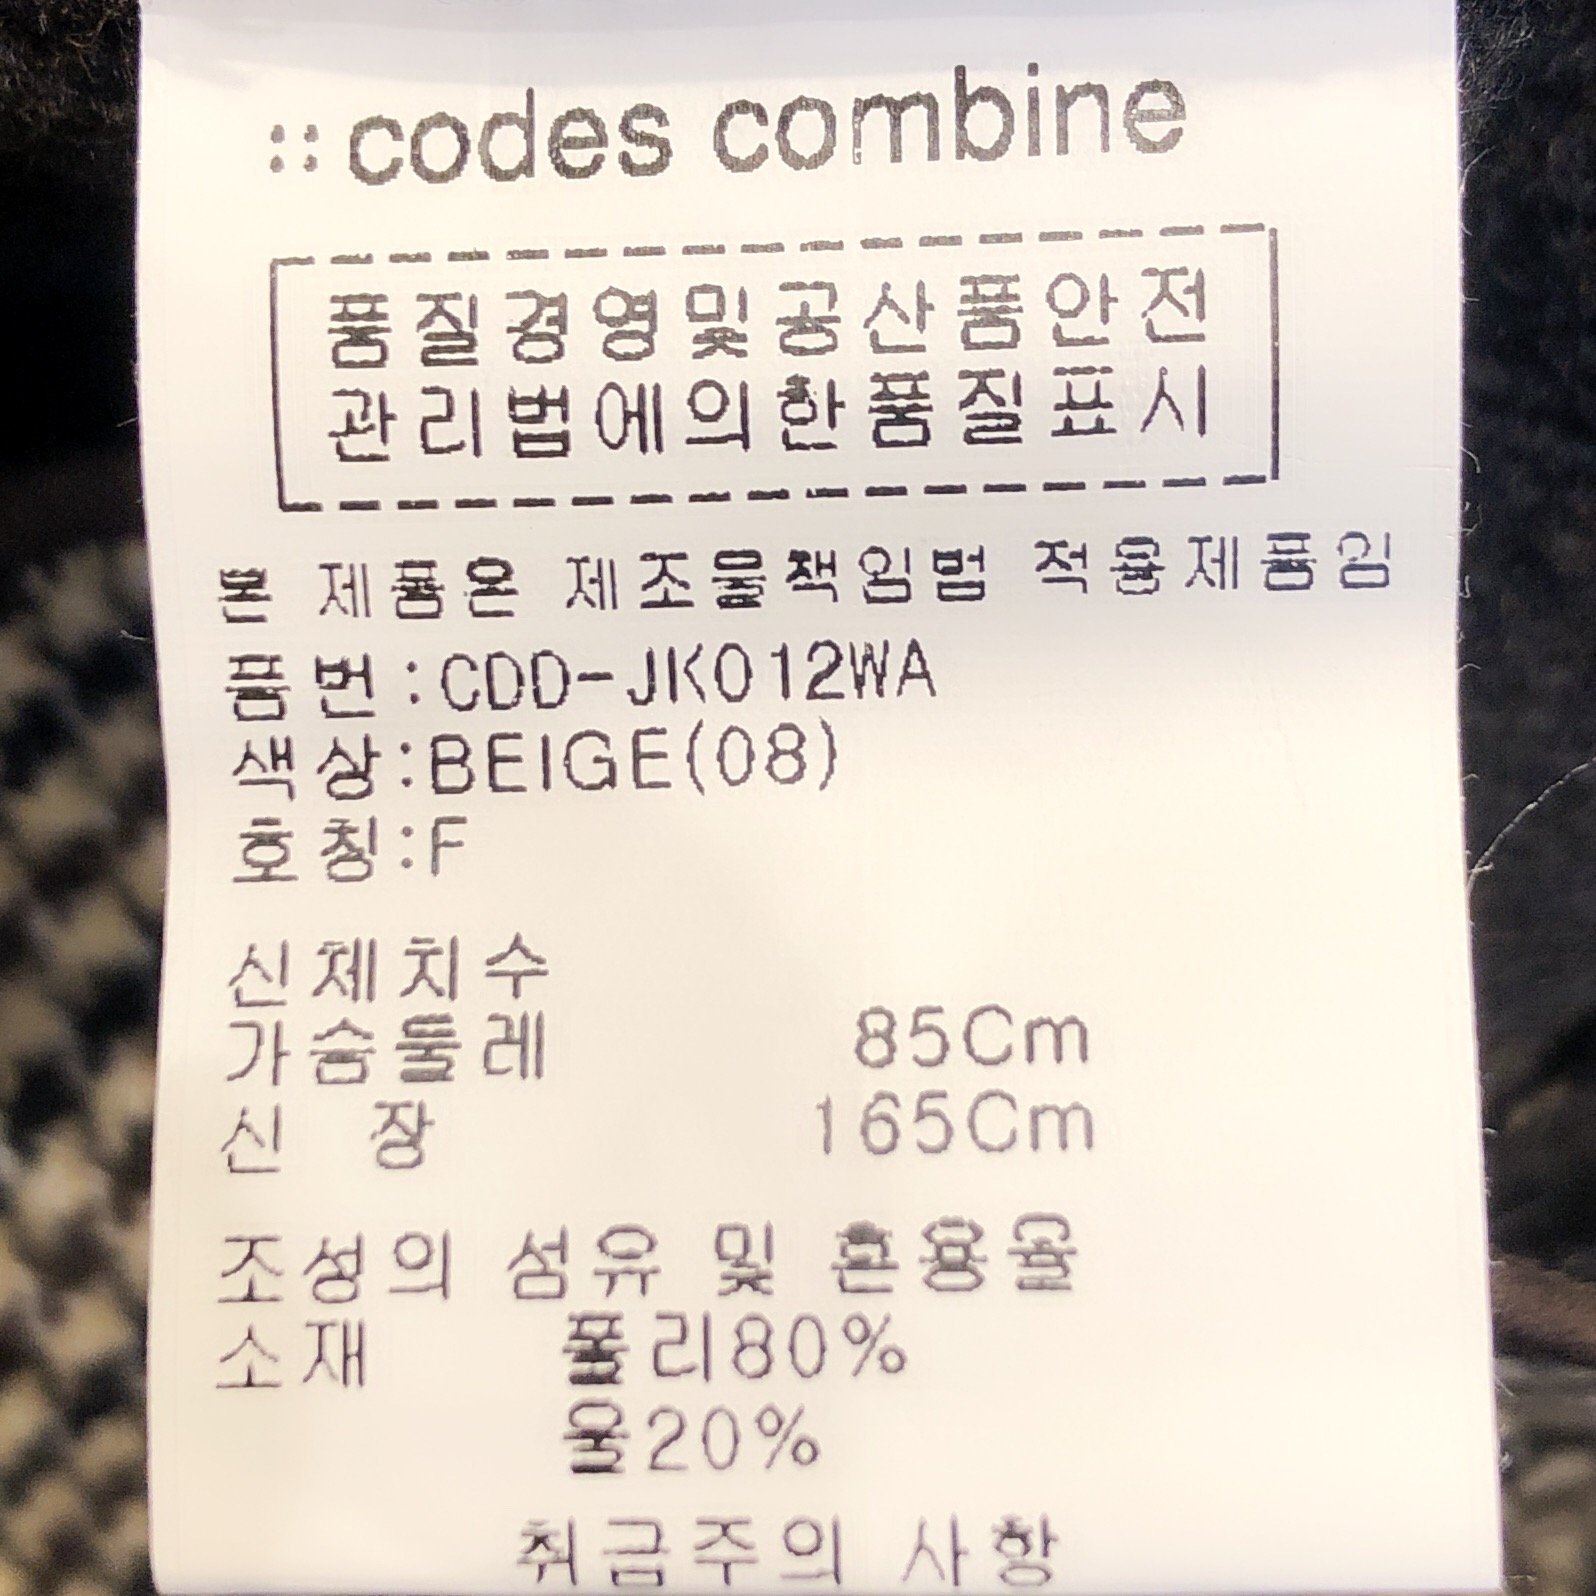 :: codes combine
품질경영및공산품안전
관리법에의한품질표시
본 제품은 제조물책임법 적용제품임
품번:CDD-JK012WA
색상:BEIGE(08)
호칭:F
신체치수
가슴둘레 85Cm
신 장 165Cm
조성의 섬유 및 혼용율
소재 폴리80%
울20%
취급주의 사항